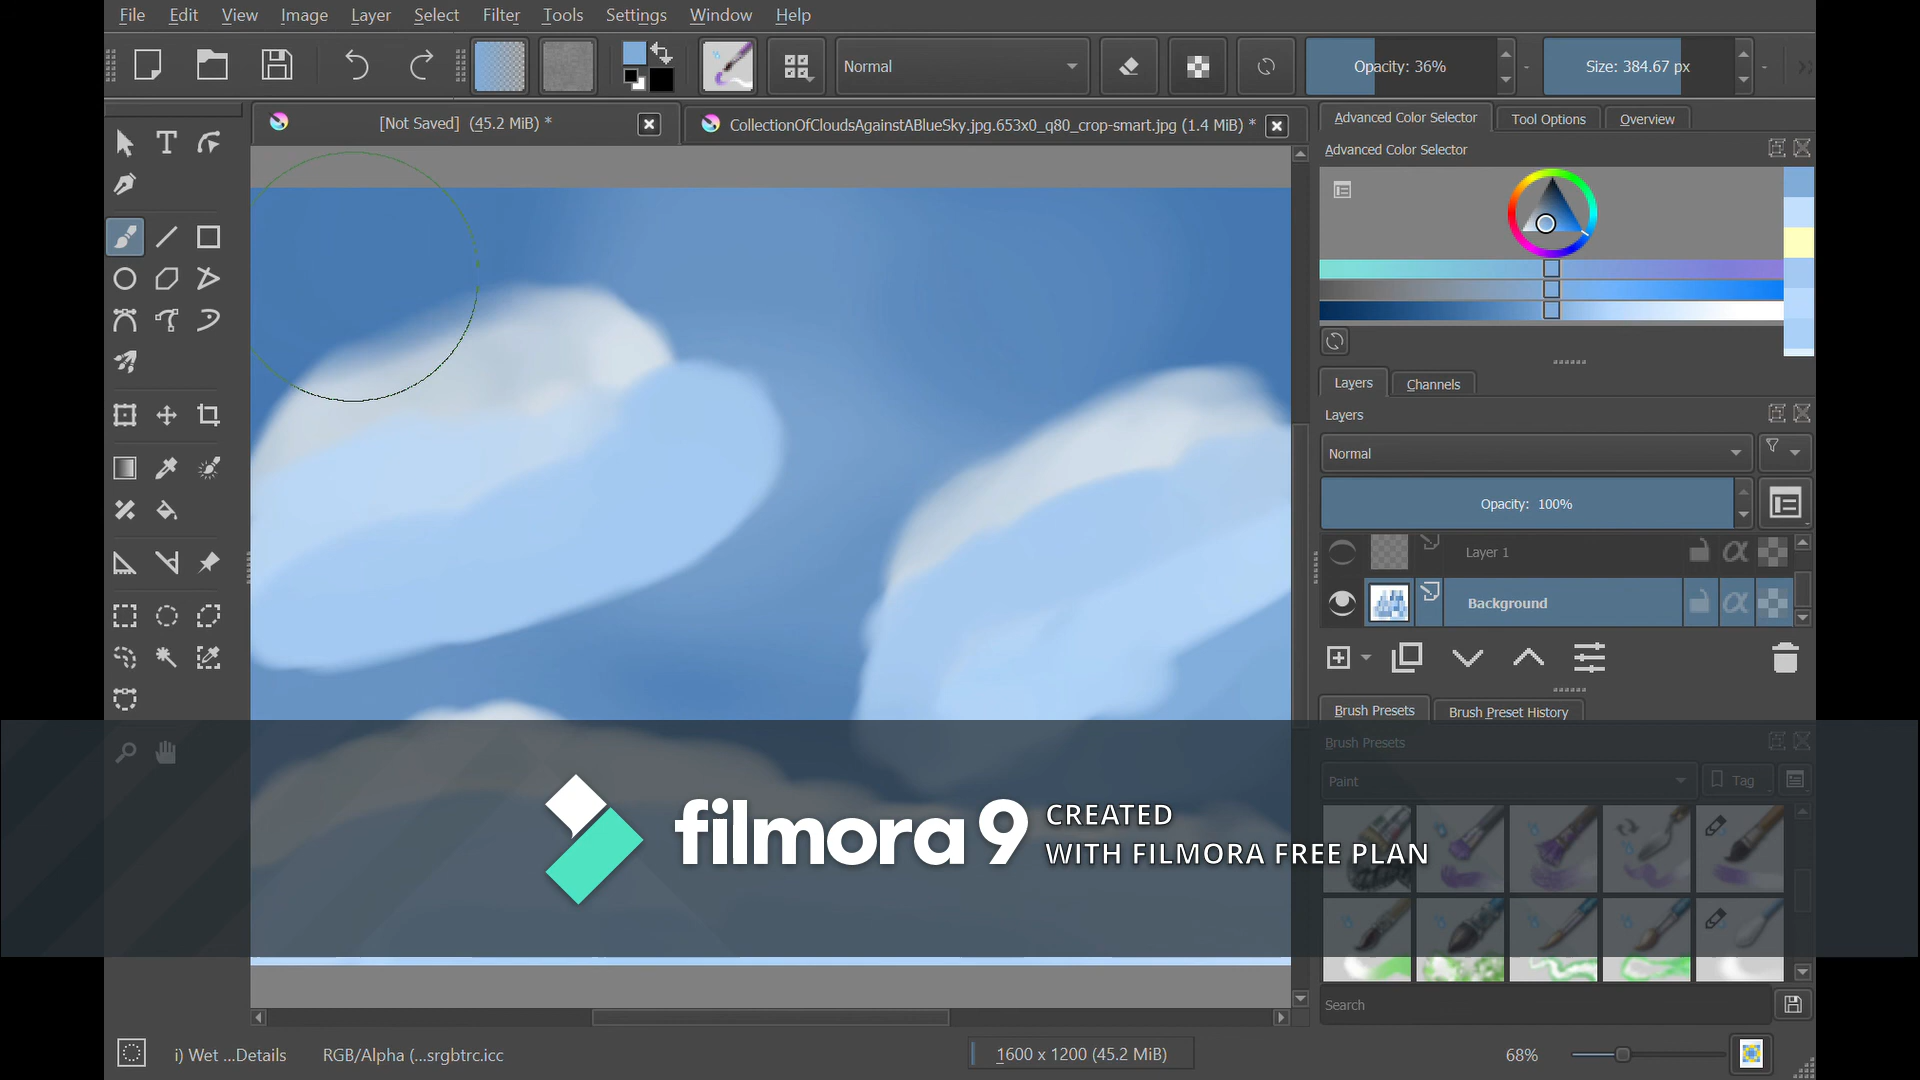 File Edit View Image Layer Select Filter Tools Settings Window Help
Normal
Opacity: 36%
Size: 384.67 px
[Not Saved] (45.2 MiB) *
CollectionOfCloudsAgainstABlueSky.jpg.653x0_q80_crop-smart.jpg (1.4 MiB) *
Advanced Color Selector
Tool Options
Overview
Advanced Color Selector
Layers
Channels
Layers
Normal
Opacity: 100%
Layer 1
Background
Brush Presets
Brush Preset History
Brush Presets
Paint
Tag
filmora 9
CREATED
WITH FILMORA FREE PLAN
Search
i) Wet ...Details
RGB/Alpha (...srgbtrc.icc
1600 x 1200 (45.2 MiB)
68%